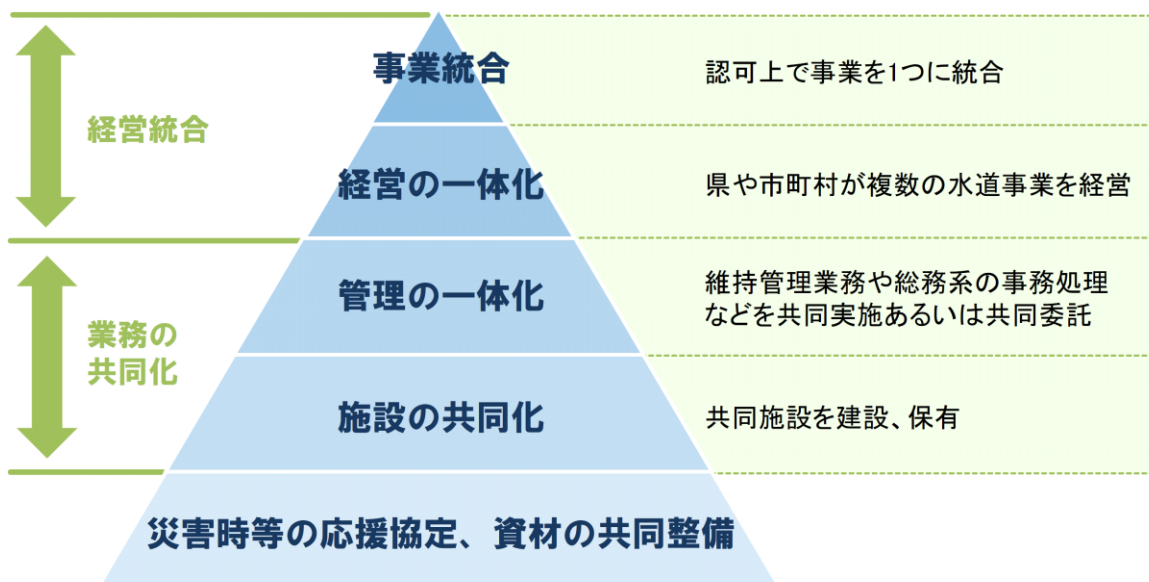 事業統合
認可上で事業を1つに統合
経営統合
経営の一体化
県や市町村が複数の水道事業を経営
管理の一体化
維持管理業務や総務系の事務処理
などを共同実施あるいは共同委託
業務の
共同化
施設の共同化
共同施設を建設、保有
災害時等の応援協定、資材の共同整備